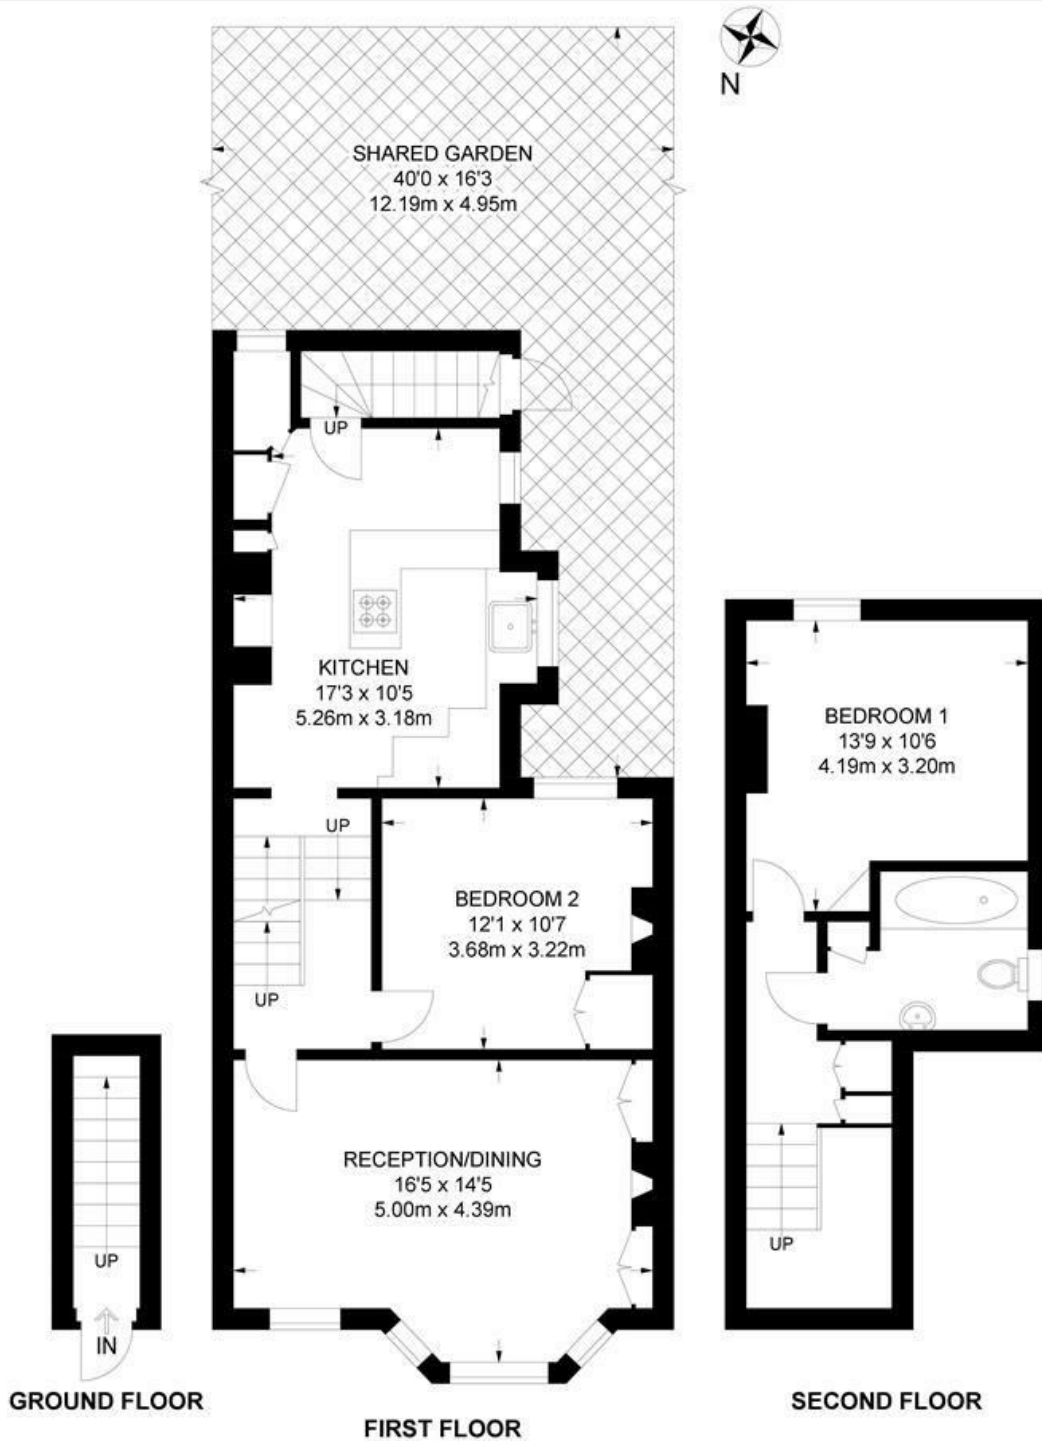 N
SHARED GARDEN
40'0 x 16'3
12.19m x 4.95m
UP
KITCHEN
17'3 x 10'5
5.26m x 3.18m
UP
UP
BEDROOM 2
12'1 x 10'7
3.68m x 3.22m
RECEPTION/DINING
16'5 x 14'5
5.00m x 4.39m
BEDROOM 1
13'9 x 10'6
4.19m x 3.20m
UP
UP
IN
GROUND FLOOR
FIRST FLOOR
SECOND FLOOR